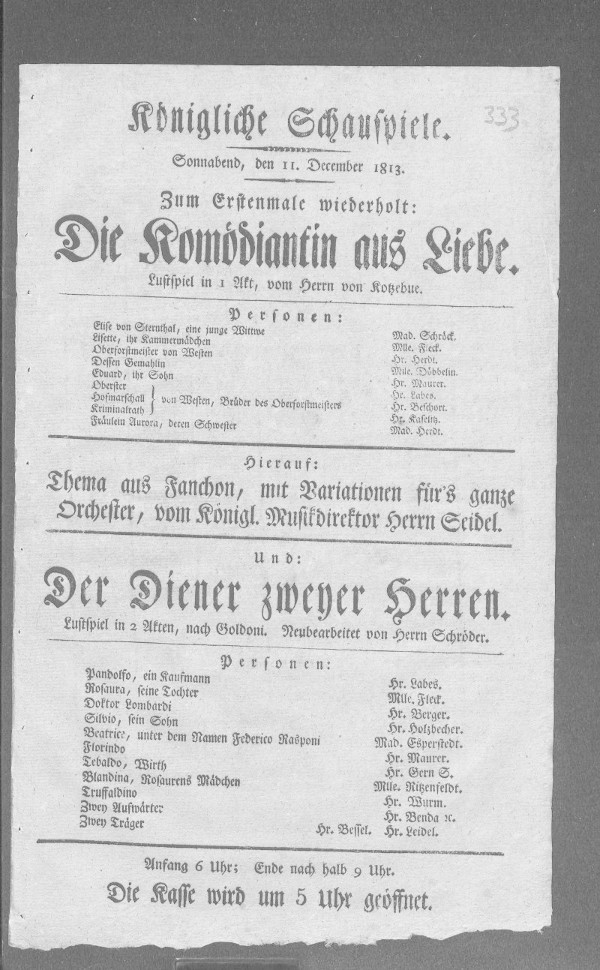 333
Königliche Schauspiele.
Sonnabend, den 11. December 1813.
Zum Erstenmale wiederholt:
Die Komödiantin aus Liebe.
Lustspiel in 1 Akt, vom Herrn von Kotzebue.
Personen:
Elise von Sternthal, eine junge Wittwe Mad. Schröck.
Lisette, ihr Kammermädchen Mlle. Fleck.
Oberforstmeister von Westen Hr. Herdt.
Dessen Gemahlin Mlle. Döbbelin.
Eduard, ihr Sohn Hr. Maurer.
Oberster Hr. Labes.
Hofmarschall } von Westen, Brüder des Oberforstmeisters Hr. Beschort.
Kriminalrath Hr. Kaselitz.
Fräulein Aurora, deren Schwester Mad. Herdt.
Hierauf:
Thema aus Fanchon, mit Variationen für's ganze
Orchester, vom Königl. Musikdirektor Herrn Seidel.
Und:
Der Diener zweyer Herren.
Lustspiel in 2 Akten, nach Goldoni. Neubearbeitet von Herrn Schröder.
Personen:
Pandolfo, ein Kaufmann Hr. Labes.
Rosaura, seine Tochter Mlle. Fleck.
Doktor Lombardi Hr. Berger.
Silvio, sein Sohn Hr. Holzbecher.
Beatrice, unter dem Namen Federico Rasponi Mad. Esperstedt.
Florindo Hr. Maurer.
Tebaldo, Wirth Hr. Gern S.
Blandina, Rosaurens Mädchen Mlle. Ritzenfeldt.
Truffaldino Hr. Wurm.
Zwey Aufwärter Hr. Benda ꝛc.
Zwey Träger Hr. Bessel. Hr. Leidel.
Anfang 6 Uhr; Ende nach halb 9 Uhr.
Die Kasse wird um 5 Uhr geöffnet.